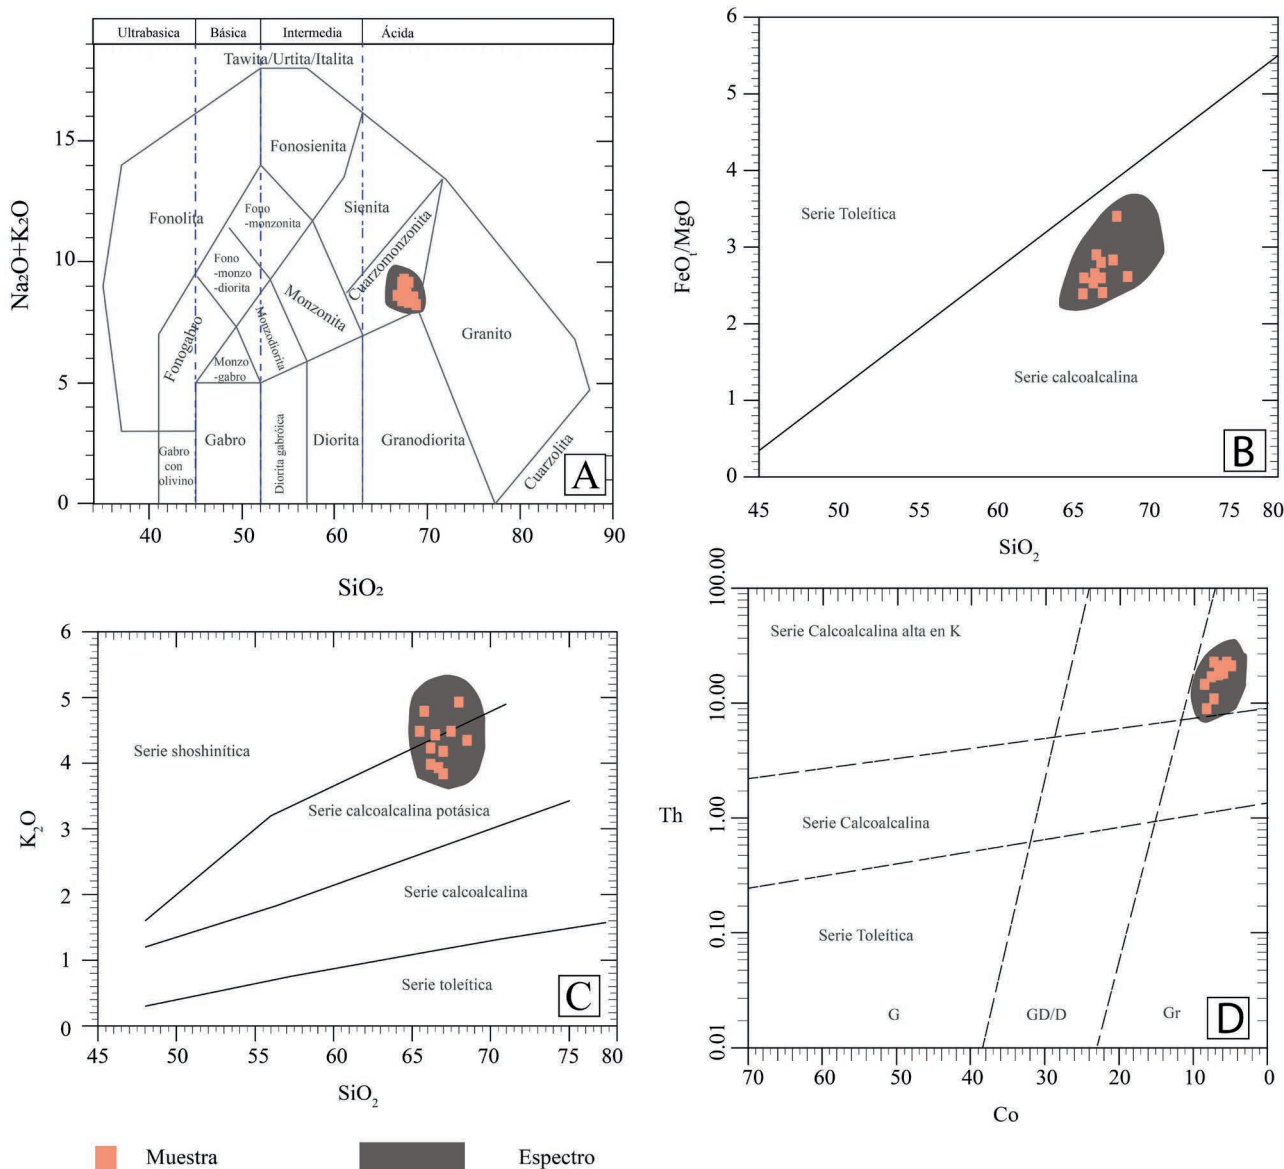 Ultrabasica
Básica
Intermedia
Ácida
Tawita/Urtita/Italita
Fonosienita
Fonolita
Fono
-monzonita
Sienita
Cuarzomonzonita
Fono
-monzo
-diorita
Monzonita
Granito
Fonogabro
Monzodiorita
Monzo
-gabro
Gabro
Diorita gabróica
Diorita
Granodiorita
Cuarzolita
Gabro
con
olivino
A
Na₂O+K₂O
15
10
5
0
40
50
60
70
80
90
SiO₂
6
5
4
3
2
1
0
FeOₜ/MgO
Serie Toleítica
Serie calcoalcalina
B
45
50
55
60
65
70
75
80
SiO₂
6
5
4
3
2
1
0
K₂O
Serie shoshinítica
Serie calcoalcalina potásica
Serie calcoalcalina
Serie toleítica
C
45
50
55
60
65
70
75
80
SiO₂
100.00
10.00
1.00
0.10
0.01
Th
Serie Calcoalcalina alta en K
Serie Calcoalcalina
Serie Toleítica
G
GD/D
Gr
D
70
60
50
40
30
20
10
0
Co
Muestra
Espectro